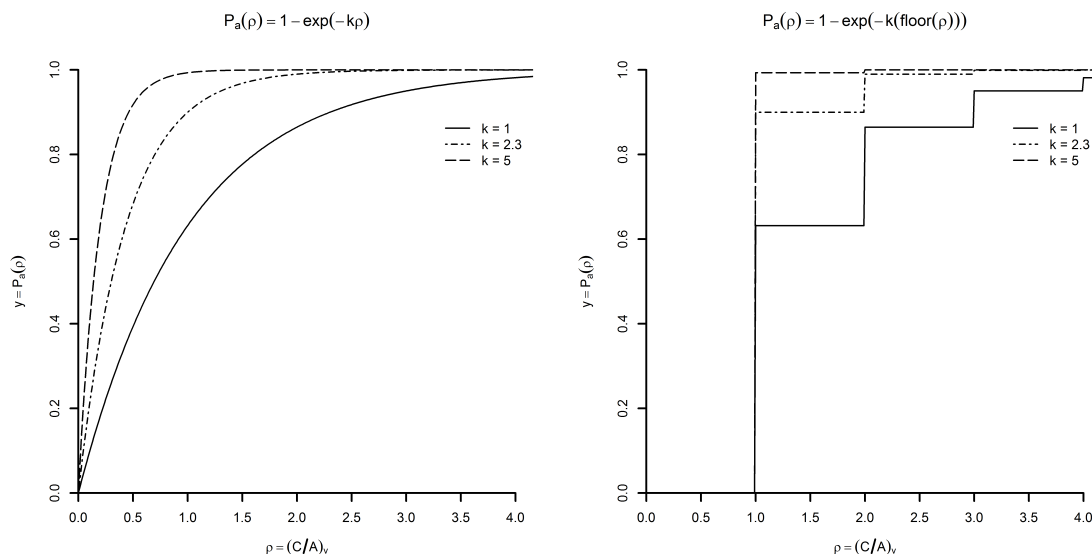 Pa(ρ) = 1 − exp(−kρ)
y = Pa(ρ)
1.0
0.8
0.6
0.4
0.2
0.0
k = 1
k = 2.3
k = 5
0.0 0.5 1.0 1.5 2.0 2.5 3.0 3.5 4.0
ρ = (C/A)v
Pa(ρ) = 1 − exp(−k(floor(ρ)))
y = Pa(ρ)
1.0
0.8
0.6
0.4
0.2
0.0
k = 1
k = 2.3
k = 5
0.0 0.5 1.0 1.5 2.0 2.5 3.0 3.5 4.0
ρ = (C/A)v